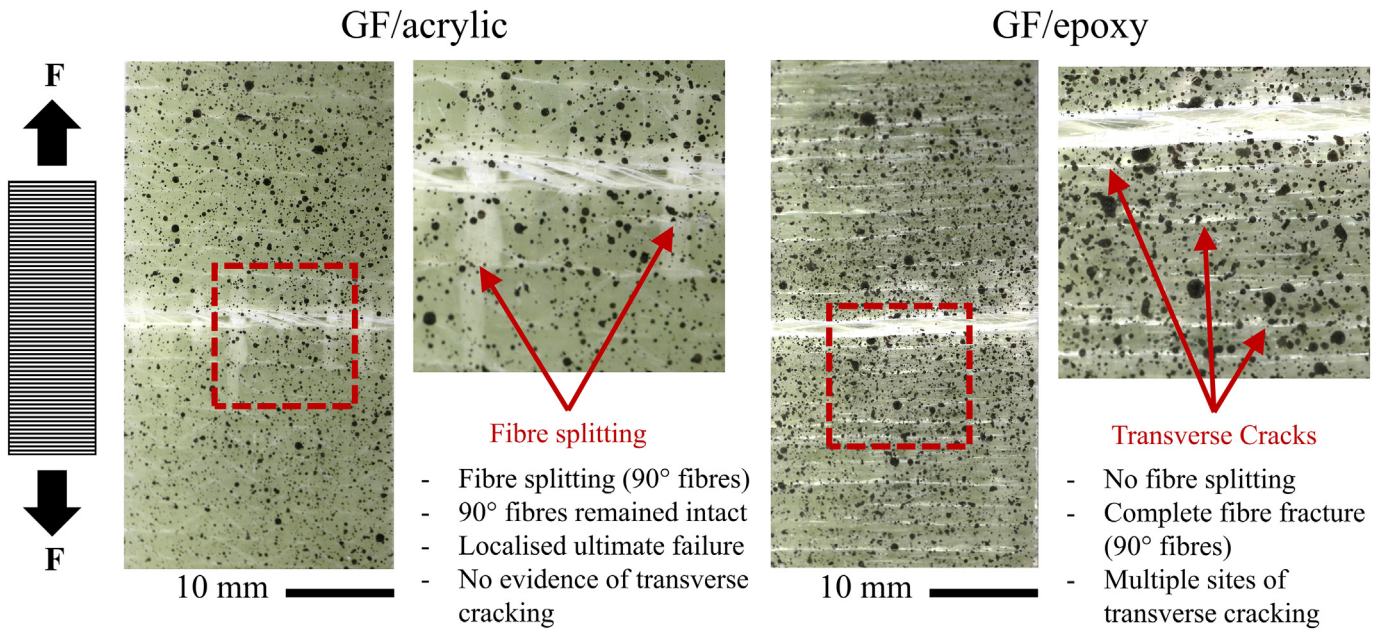 GF/acrylic
GF/epoxy
F
F
Fibre splitting
- Fibre splitting (90° fibres)
- 90° fibres remained intact
- Localised ultimate failure
- No evidence of transverse
cracking
10 mm
Transverse Cracks
- No fibre splitting
- Complete fibre fracture
(90° fibres)
- Multiple sites of
transverse cracking
10 mm